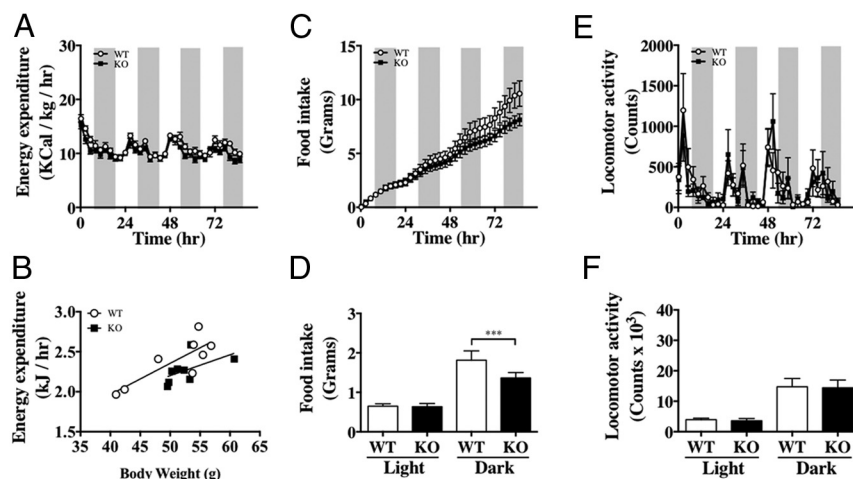 A
Energy expenditure
(KCal / kg / hr)
30
20
10
0
WT
KO
0 24 48 72
Time (hr)
C
Food intake
(Grams)
15
10
5
0
WT
KO
0 24 48 72
Time (hr)
E
Locomotor activity
(Counts)
2000
1500
1000
500
0
WT
KO
0 24 48 72
Time (hr)
B
Energy expenditure
(kJ / hr)
3.0
2.5
2.0
1.5
WT
KO
35 45 55 65
Body Weight (g)
D
Food intake
(Grams)
3
2
1
0
***
WT KO WT KO
Light Dark
F
Locomotor activity
(Counts x 10³)
40
30
20
10
0
WT KO WT KO
Light Dark